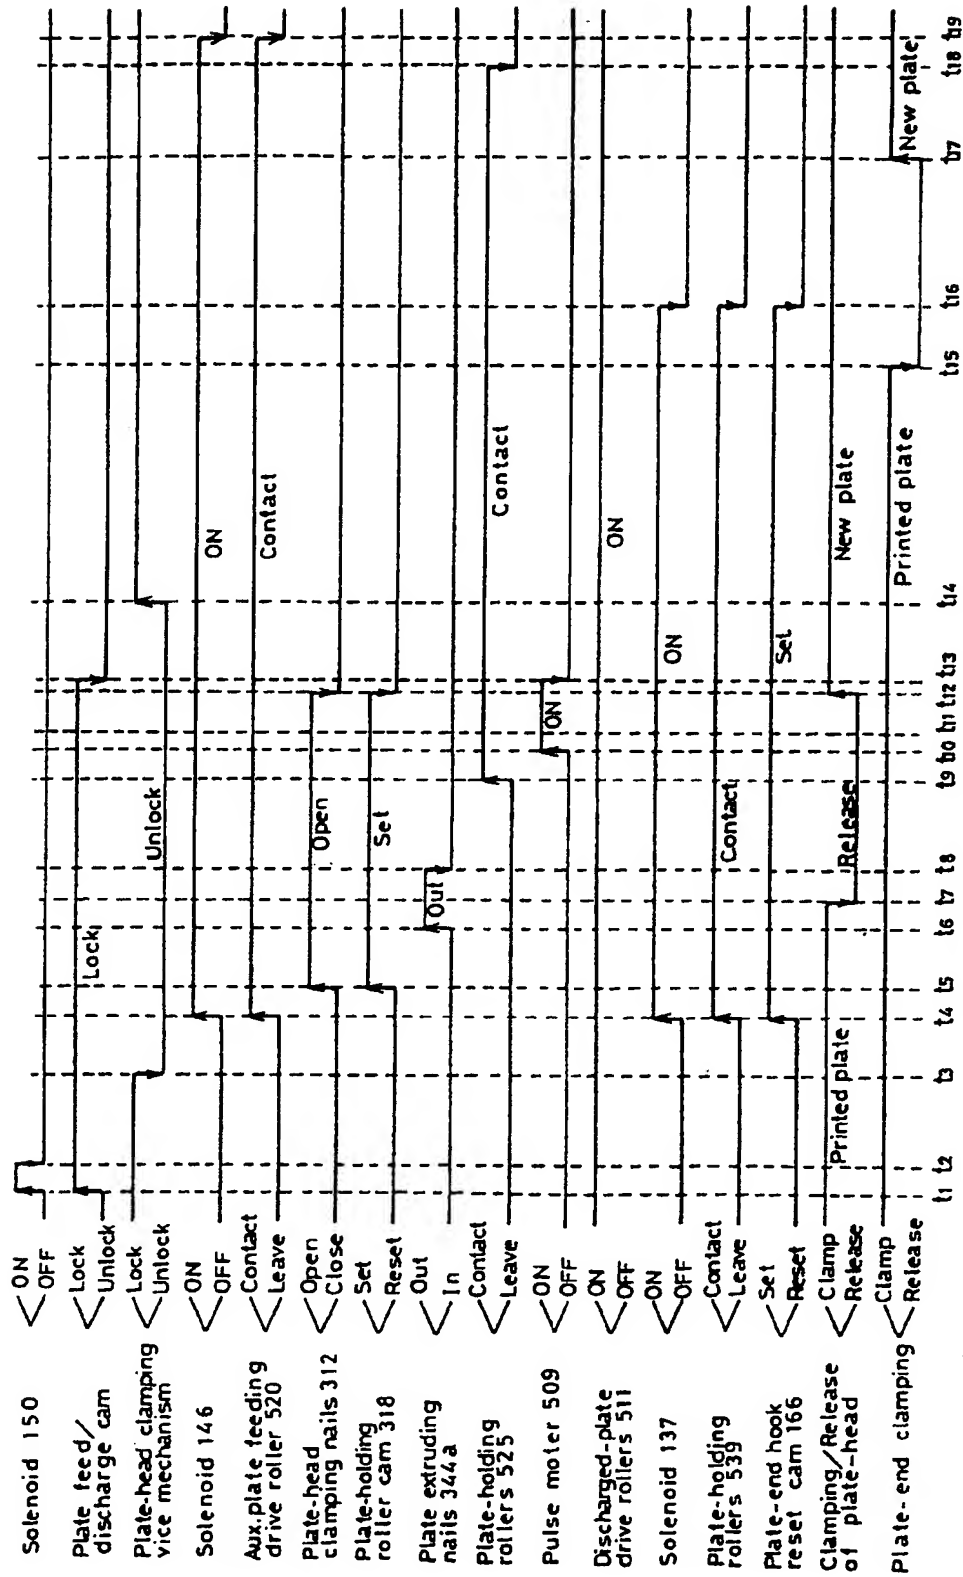 Solenoid 150
ON
OFF
Plate feed/
discharge cam
Lock
Unlock
Lock
Plate-head clamping
vice mechanism
Lock
Unlock
Unlock
Solenoid 146
ON
OFF
ON
Aux.plate feeding
drive roller 520
Contact
Leave
Contact
Plate-head
clamping nails 312
Open
Close
Open
Plate-holding
roller cam 318
Set
Reset
Set
Plate extruding
nails 344a
Out
In
Out
Plate-holding
rollers 525
Contact
Leave
Contact
Pulse moter 509
ON
OFF
ON
Discharged-plate
drive rollers 511
ON
OFF
ON
Solenoid 137
ON
OFF
ON
Plate-holding
rollers 539
Contact
Leave
Contact
Plate-end hook
reset cam 166
Set
Reset
Set
Clamping/Release
of plate-head
Clamp
Release
Printed plate
Release
New plate
Plate-end clamping
Clamp
Release
Printed plate
New plate
t1 t2 t3 t4 t5 t6 t7 t8 t9 t10 t11 t12 t13 t14 t15 t16 t17 t18 t19